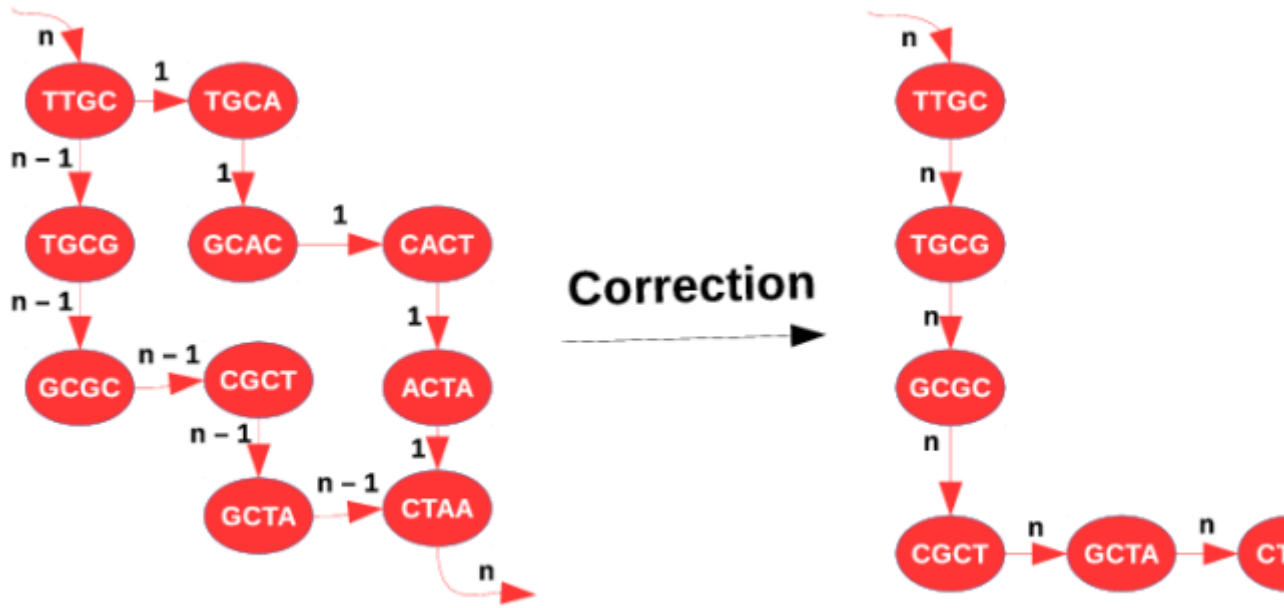 n
n
1
TTGC
TGCA
TTGC
n – 1
1
n
1
TGCG
GCAC
CACT
TGCG
Correction
n – 1
1
n
n – 1
CGCT
ACTA
GCGC
GCGC
n – 1
1
n
n – 1
GCTA
CTAA
n
n
CGCT
GCTA
n